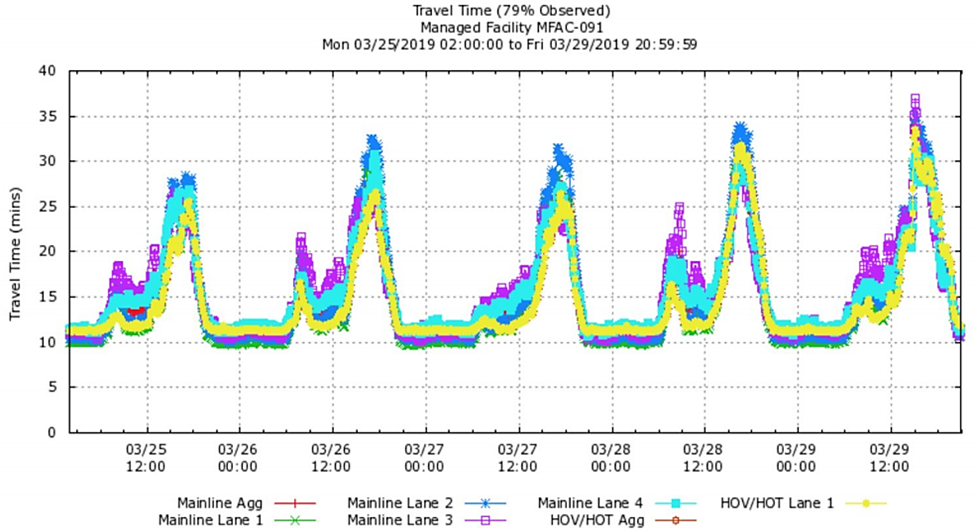 Travel Time (79% Observed)
Managed Facility MFAC-091
Mon 03/25/2019 02:00:00 to Fri 03/29/2019 20:59:59
Travel Time (mins)
40
35
30
25
20
15
10
5
0
03/25 03/26 03/26 03/27 03/27 03/28 03/28 03/29 03/29
12:00 00:00 12:00 00:00 12:00 00:00 12:00 00:00 12:00
Mainline Agg Mainline Lane 2 Mainline Lane 4 HOV/HOT Lane 1
Mainline Lane 1 Mainline Lane 3 HOV/HOT Agg